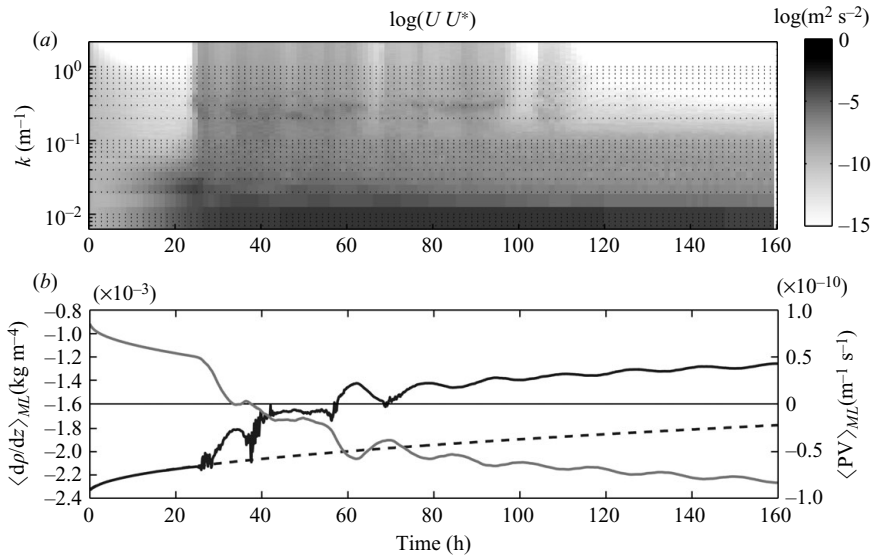 log(U U*)
log(m² s⁻²)
(a)
k (m⁻¹)
10⁰
10⁻¹
10⁻²
0 20 40 60 80 100 120 140 160
0
−5
−10
−15
(b)
(×10⁻³)
(×10⁻¹⁰)
⟨dρ/dz⟩ML(kg m⁻⁴)
−0.8
−1.0
−1.2
−1.4
−1.6
−1.8
−2.0
−2.2
−2.4
1.0
0.5
0
−0.5
−1.0
⟨PV⟩ML(m⁻¹ s⁻¹)
0 20 40 60 80 100 120 140 160
Time (h)